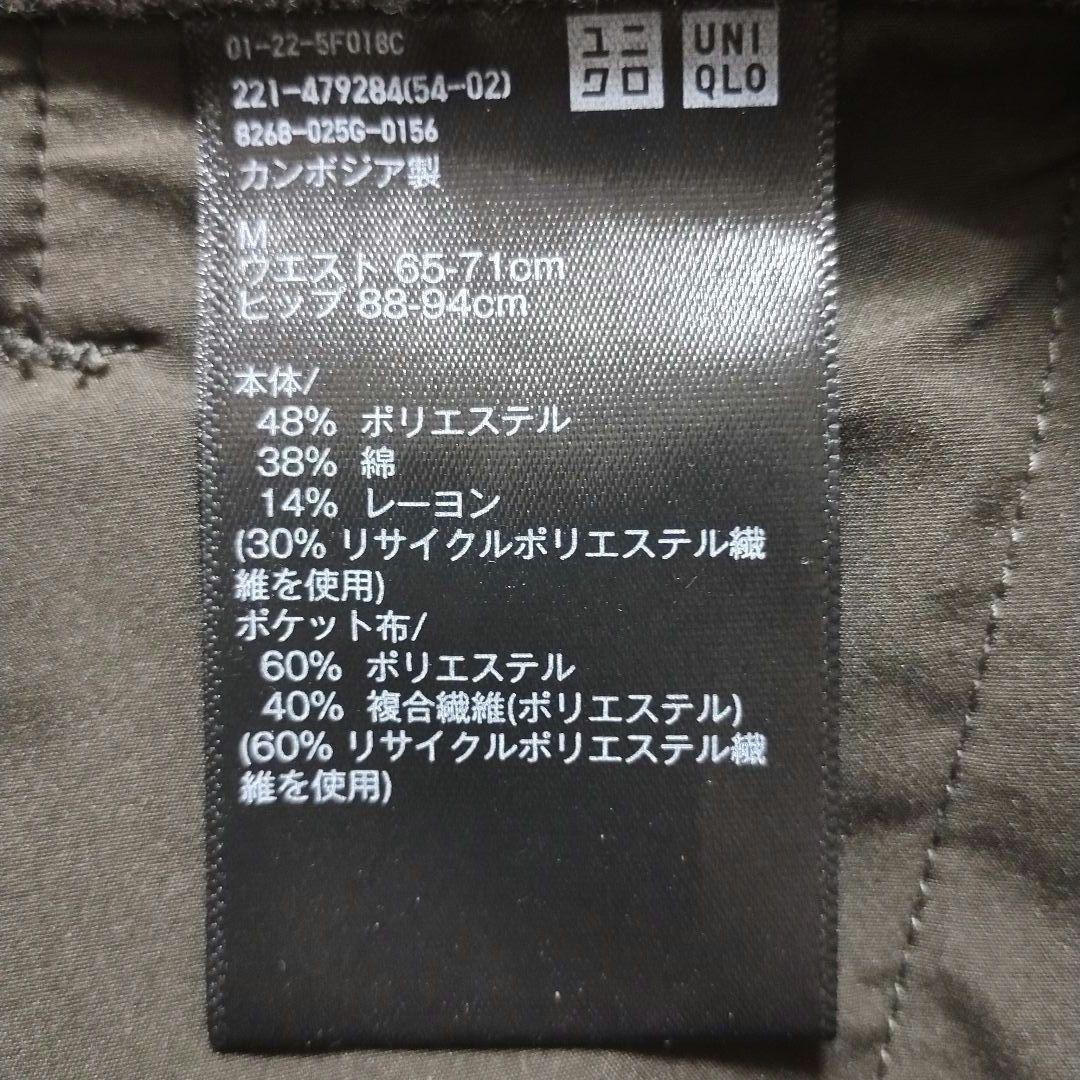 01-22-5F018C
ユニ
クロ
UNI
QLO
221-479284(54-02)
8268-025G-0156
カンボジア製
M
ウエスト 65-71cm
ヒップ 88-94cm
本体/
48% ポリエステル
38% 綿
14% レーヨン
(30% リサイクルポリエステル繊
維を使用)
ポケット布/
60% ポリエステル
40% 複合繊維(ポリエステル)
(60% リサイクルポリエステル繊
維を使用)